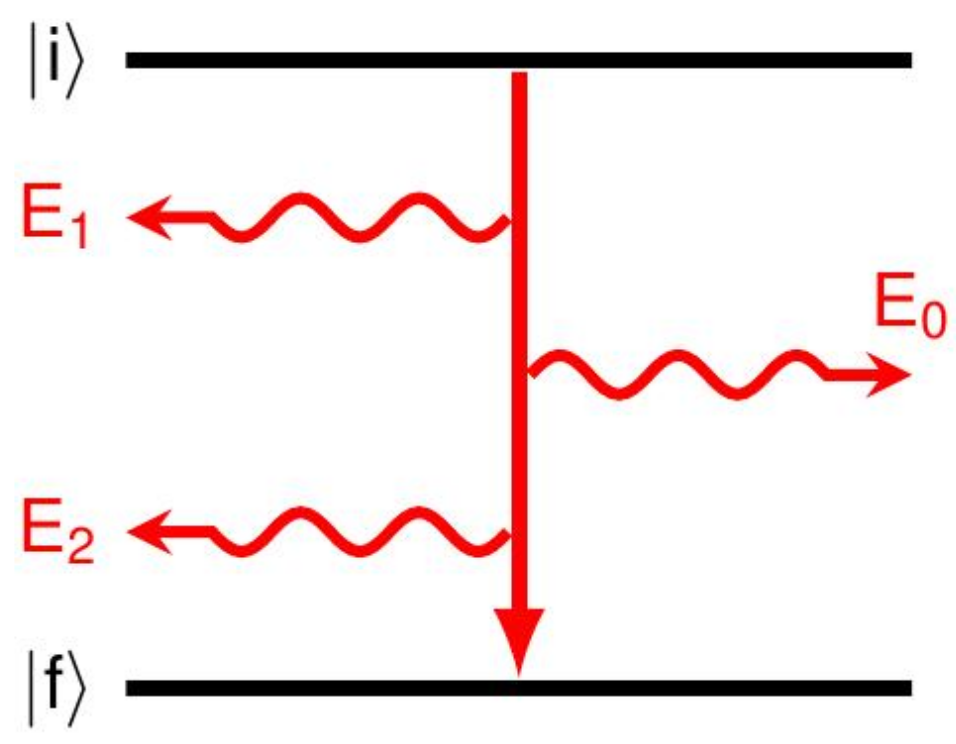 |i⟩
E₁
E₀
E₂
|f⟩